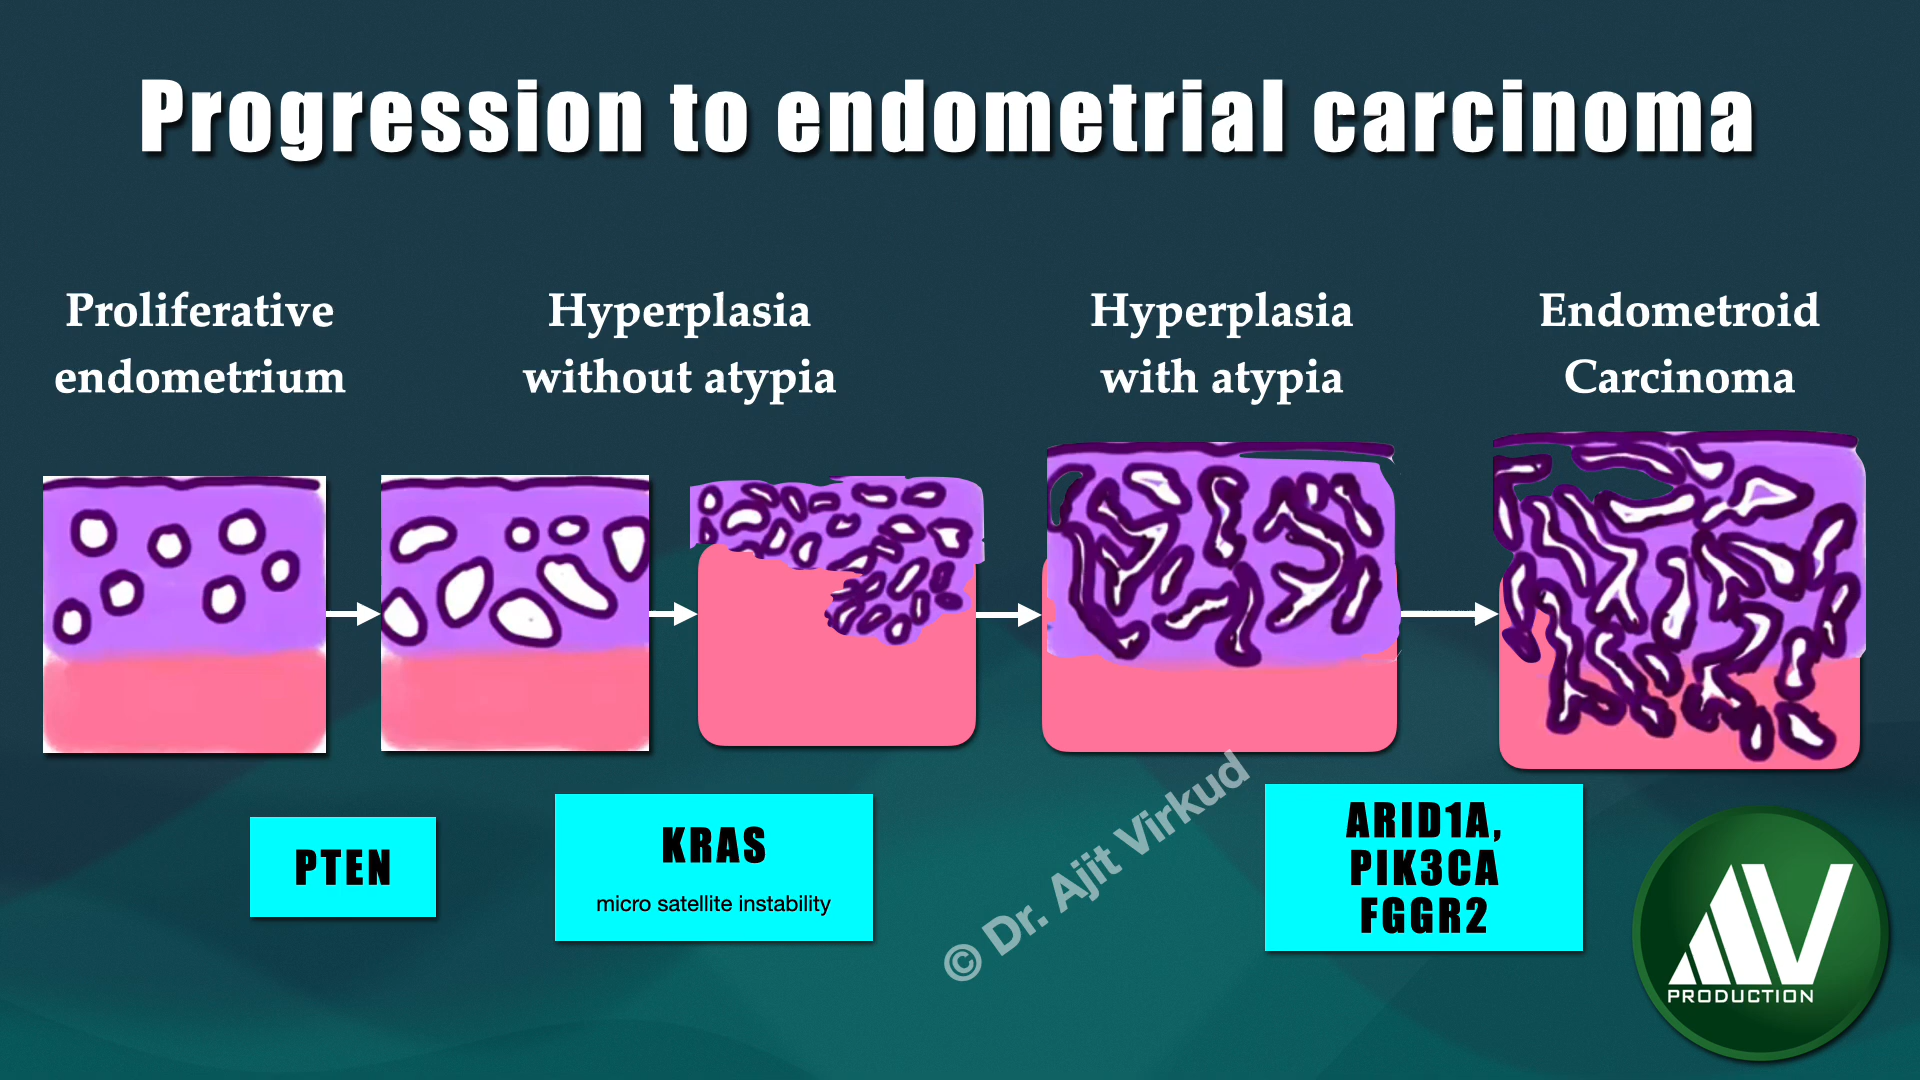 Progression to endometrial carcinoma
Proliferative
endometrium
Hyperplasia
without atypia
Hyperplasia
with atypia
Endometroid
Carcinoma
PTEN
KRAS
micro satellite instability
ARID1A,
PIK3CA
FGGR2
© Dr. Ajit Virkud
AV
PRODUCTION